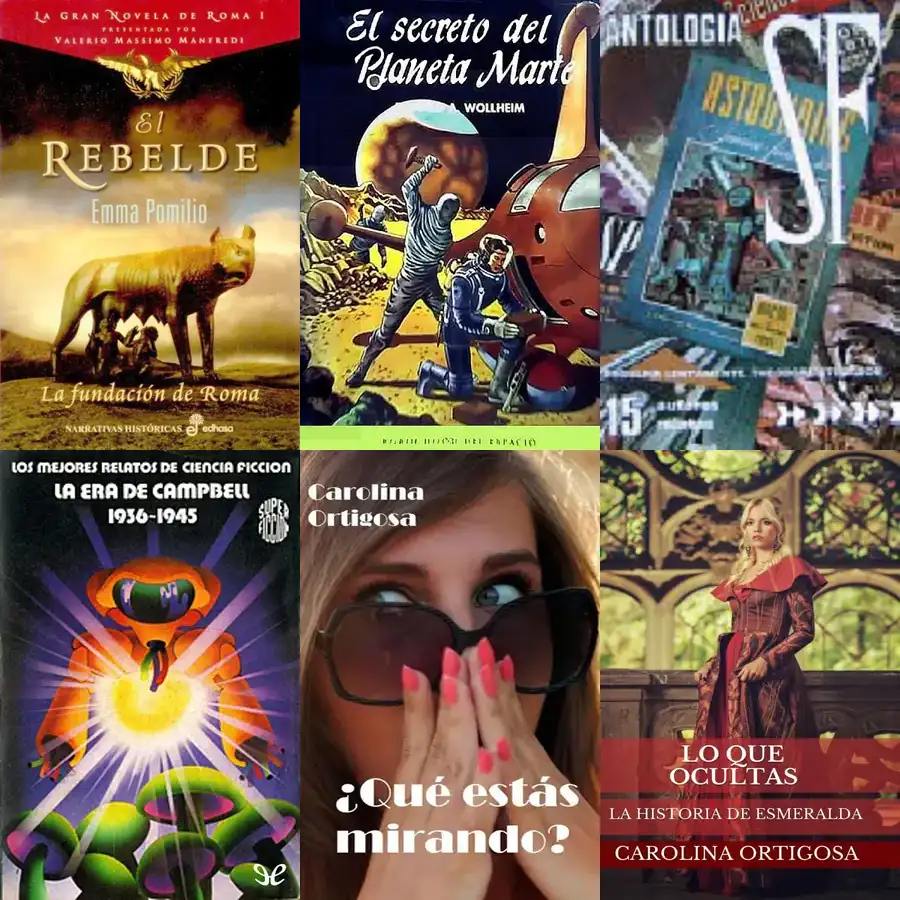 LA GRAN NOVELA DE ROMA I
PRESENTADA POR
VALERIO MASSIMO MANFREDI
El
REBELDE
Emma Pomilio
La fundación de Roma
NARRATIVAS HISTÓRICAS edhasa
El secreto del
Planeta Marte
A. WOLLHEIM
ANTOLOGIA
SF
15
LOS MEJORES RELATOS DE CIENCIA FICCION
LA ERA DE CAMPBELL
1936-1945
SUPER
FICCION
Carolina
Ortigosa
¿Qué estás
mirando?
LO QUE
OCULTAS
LA HISTORIA DE ESMERALDA
CAROLINA ORTIGOSA